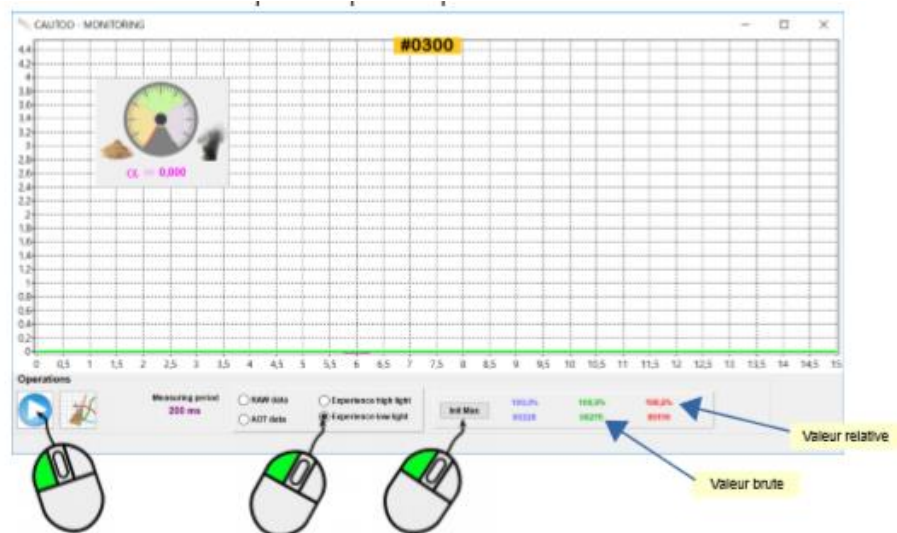 CALITOO - MONITORING
#0300
4,4
4,2
4
3,8
3,6
3,4
3,2
3
2,8
2,6
2,4
2,2
2
1,8
1,6
1,4
1,2
1
0,8
0,6
0,4
0,2
0
α = 0,000
0 0,5 1 1,5 2 2,5 3 3,5 4 4,5 5 5,5 6 6,5 7 7,5 8 8,5 9 9,5 10 10,5 11 11,5 12 12,5 13 13,5 14 14,5 15
Operations
Measuring period
200 ms
RAW data
AOT data
Experience high light
Experience low light
Init Max
Valeur relative
Valeur brute